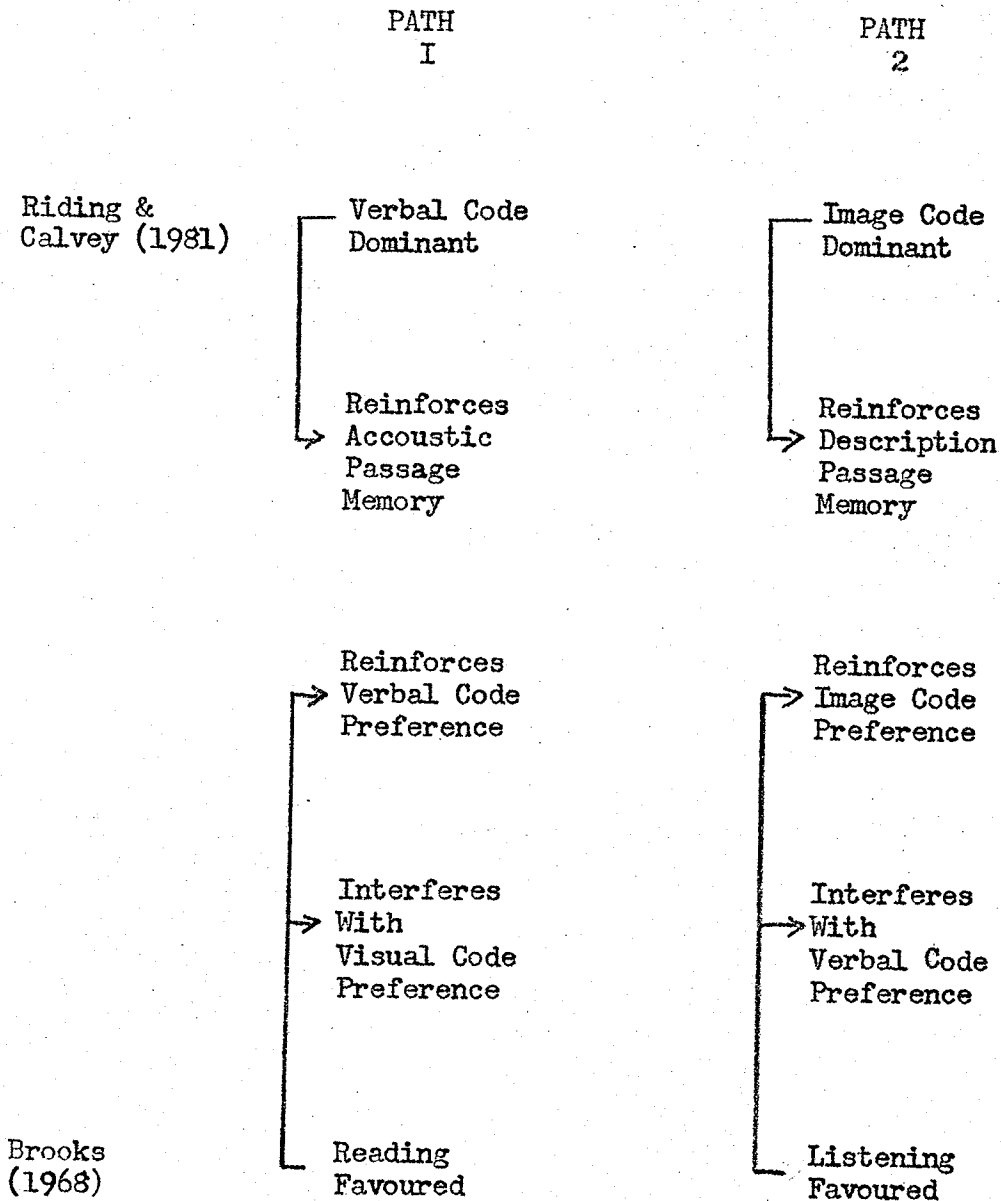 PATH
I
PATH
2
Riding &
Calvey (1981)
Verbal Code
Dominant
Image Code
Dominant
Reinforces
Accoustic
Passage
Memory
Reinforces
Description
Passage
Memory
Reinforces
Verbal Code
Preference
Reinforces
Image Code
Preference
Interferes
With
Visual Code
Preference
Interferes
With
Verbal Code
Preference
Brooks
(1968)
Reading
Favoured
Listening
Favoured